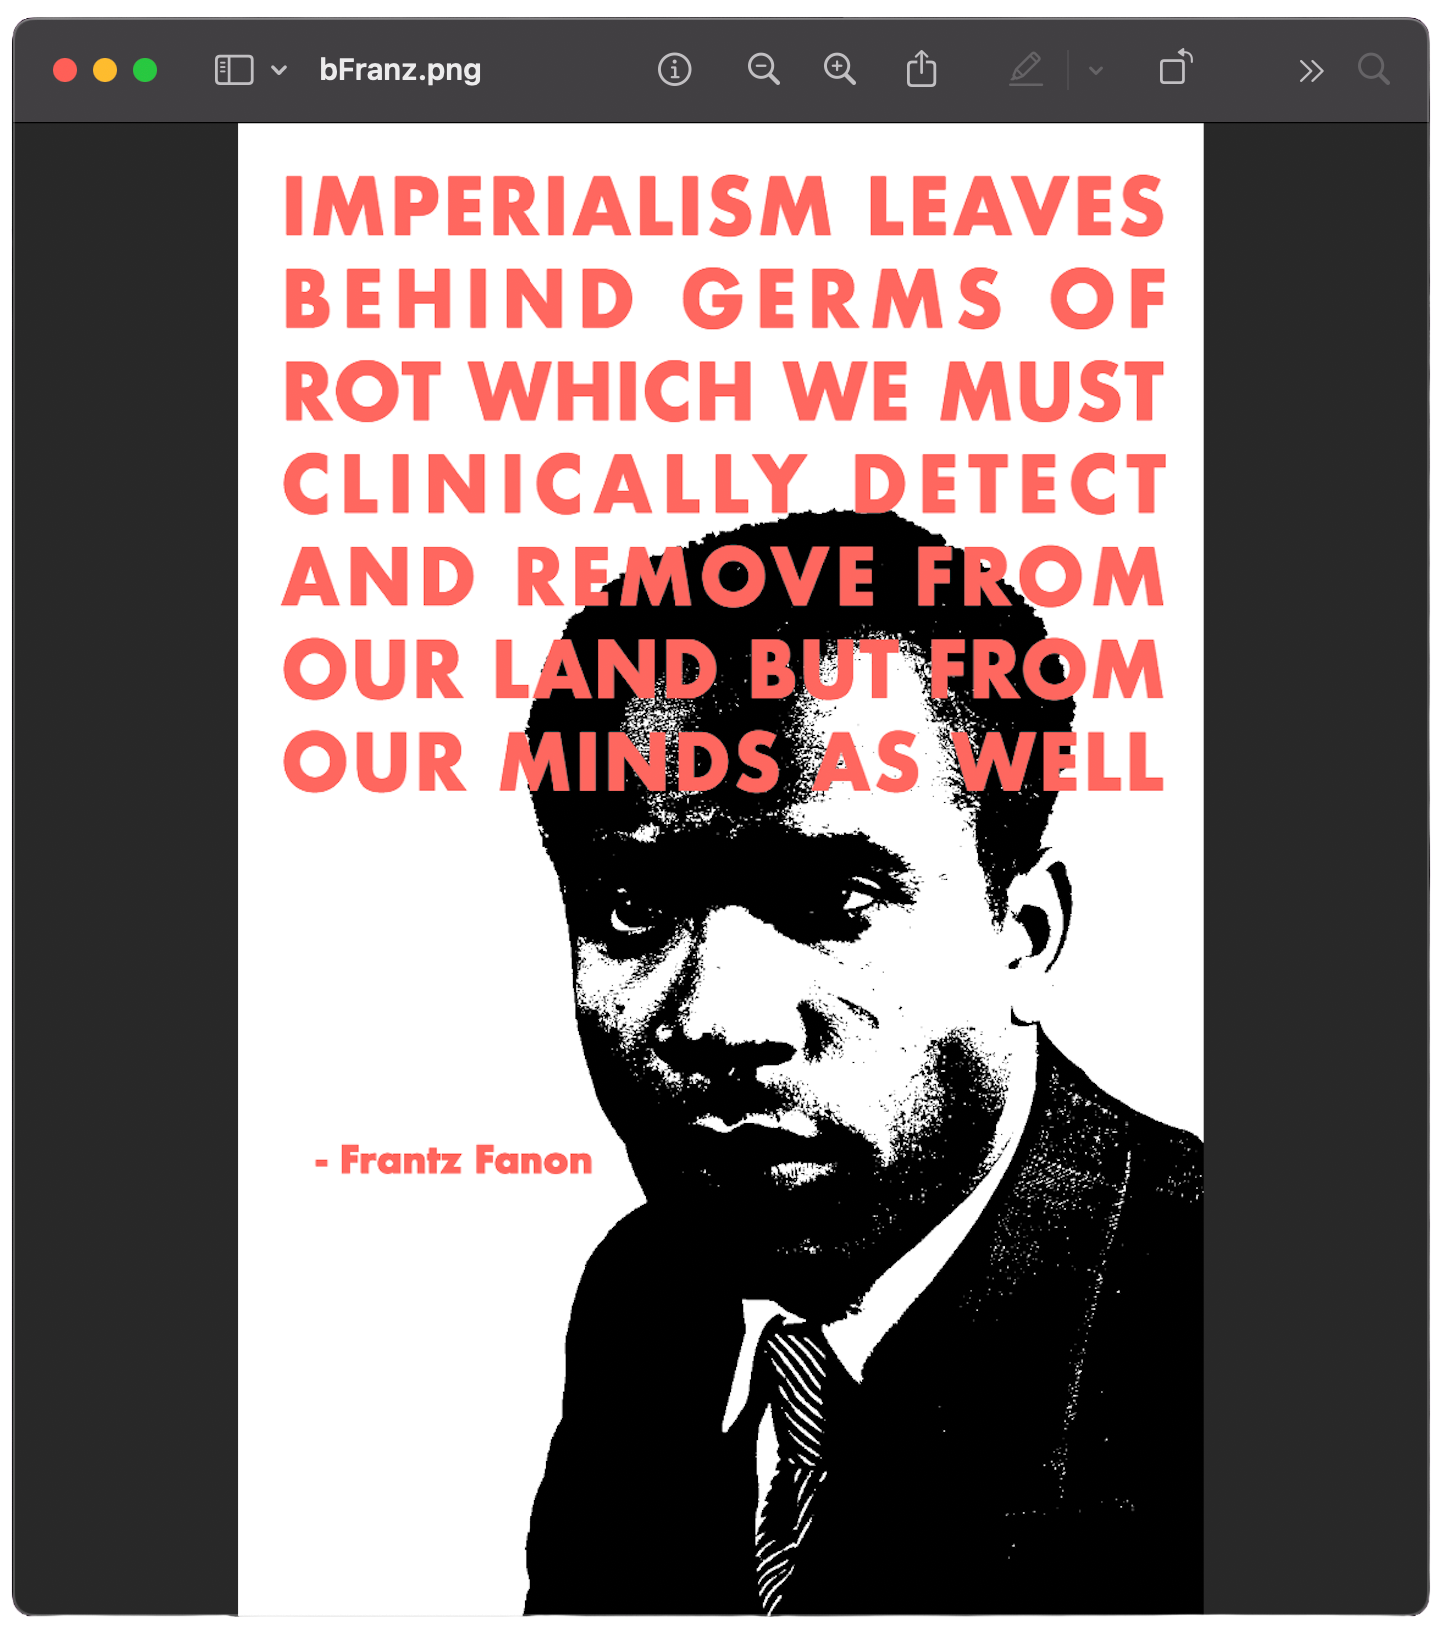 bFranz.png
IMPERIALISM LEAVES
BEHIND GERMS OF
ROT WHICH WE MUST
CLINICALLY DETECT
AND REMOVE FROM
OUR LAND BUT FROM
OUR MINDS AS WELL
- Frantz Fanon